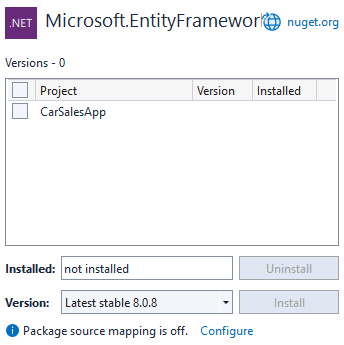 .NET Microsoft.EntityFramewor nuget.org
Versions - 0
Project Version Installed
CarSalesApp
Installed: not installed Uninstall
Version: Latest stable 8.0.8 Install
Package source mapping is off. Configure